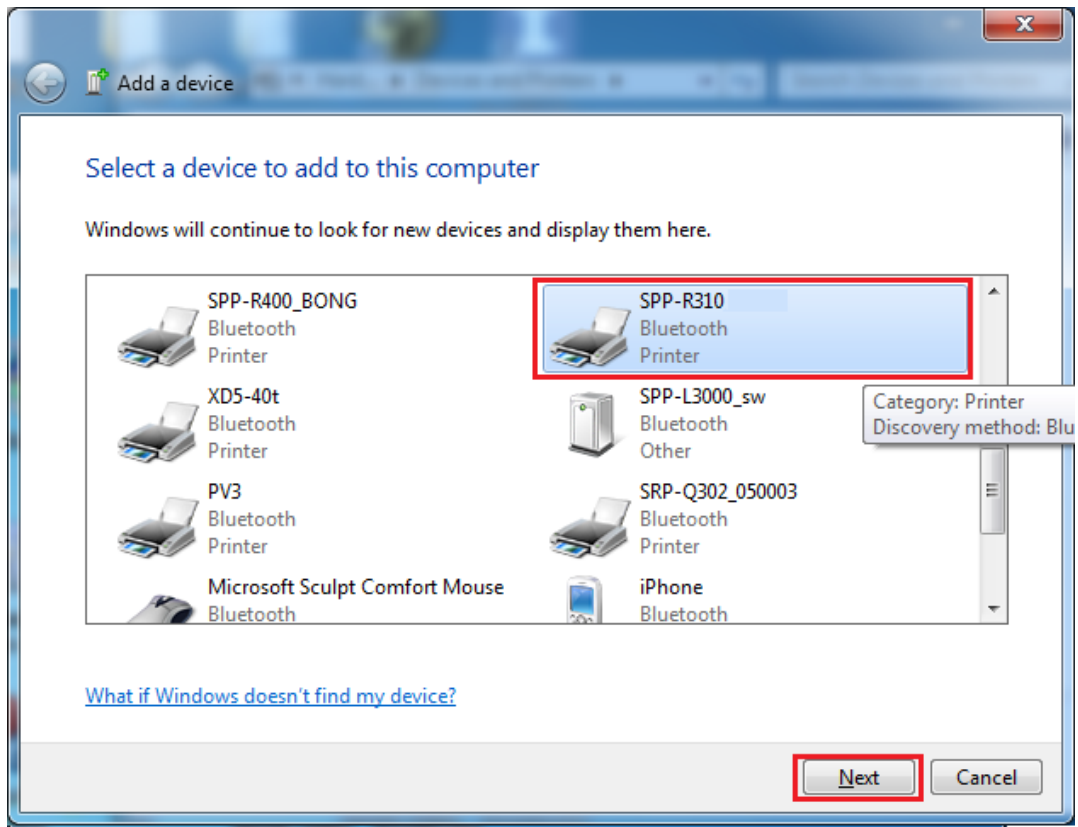 Add a device
Select a device to add to this computer
Windows will continue to look for new devices and display them here.
SPP-R400_BONG
Bluetooth
Printer
SPP-R310
Bluetooth
Printer
XD5-40t
Bluetooth
Printer
SPP-L3000_sw
Bluetooth
Other
Category: Printer
Discovery method: Blu
PV3
Bluetooth
Printer
SRP-Q302_050003
Bluetooth
Printer
Microsoft Sculpt Comfort Mouse
Bluetooth
iPhone
Bluetooth
What if Windows doesn't find my device?
Next
Cancel